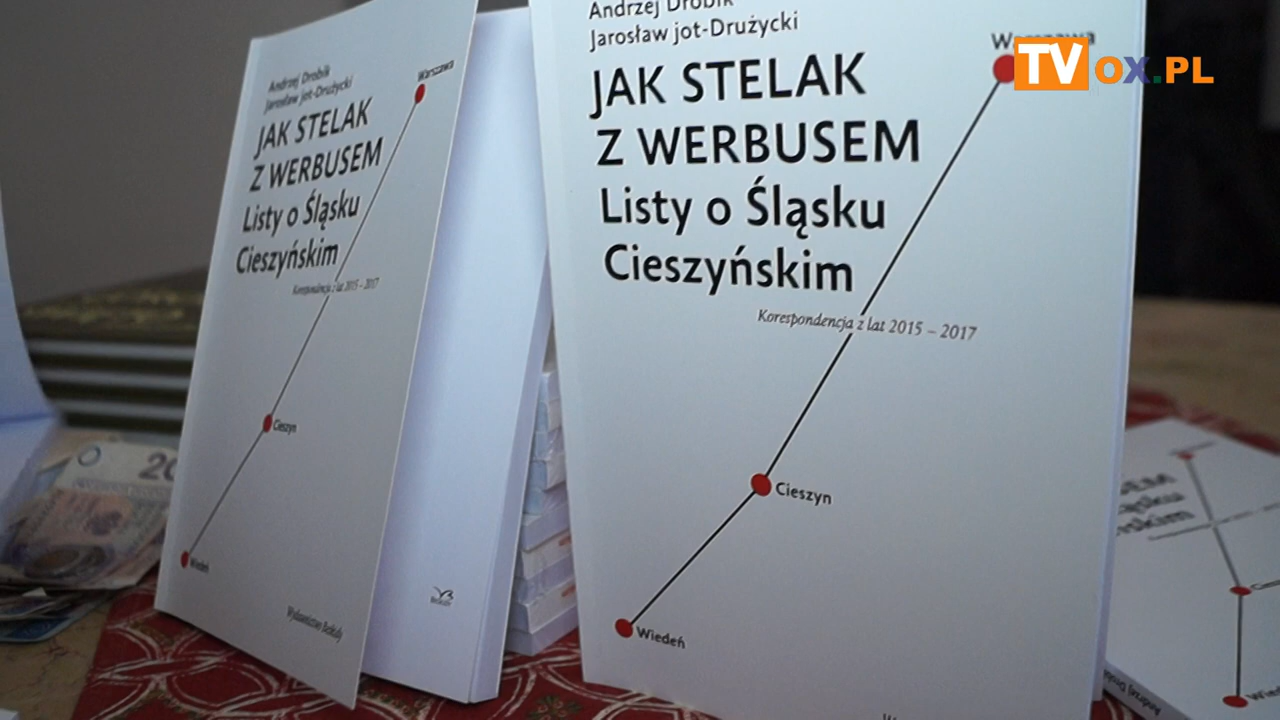 Andrzej Drobik
Jarosław jot-Drużycki
JAK STELAK
Z WERBUSEM
Listy o Śląsku
Cieszyńskim
Korespondencja z lat 2015 – 2017
Warszawa
Cieszyn
Wiedeń
Wydawnictwo Beskidy
Andrzej Drobik
Jarosław jot-Drużycki
JAK STELAK
Z WERBUSEM
Listy o Śląsku
Cieszyńskim
Korespondencja z lat 2015 – 2017
Warszawa
Cieszyn
Wiedeń
TVOX.PL
20